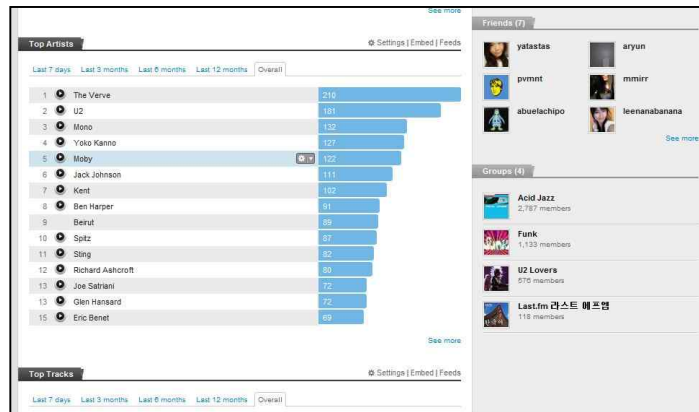 See more
Top Artists
Settings | Embed | Feeds
Last 7 days Last 3 months Last 6 months Last 12 months Overall
1 The Verve 210
2 U2 181
3 Mono 132
4 Yoko Kanno 127
5 Moby 122
6 Jack Johnson 111
7 Kent 102
8 Ben Harper 91
9 Beirut 89
10 Spitz 87
11 Sting 82
12 Richard Ashcroft 80
13 Joe Satriani 72
13 Glen Hansard 72
15 Eric Benet 69
See more
Top Tracks
Settings | Embed | Feeds
Last 7 days Last 3 months Last 6 months Last 12 months Overall
Friends (7)
yatastas aryun
pvmnt mmirr
abuelachipo leenanabanana
See more
Groups (4)
Acid Jazz
2,787 members
Funk
1,133 members
U2 Lovers
576 members
Last.fm 라스트 에프엠
118 members